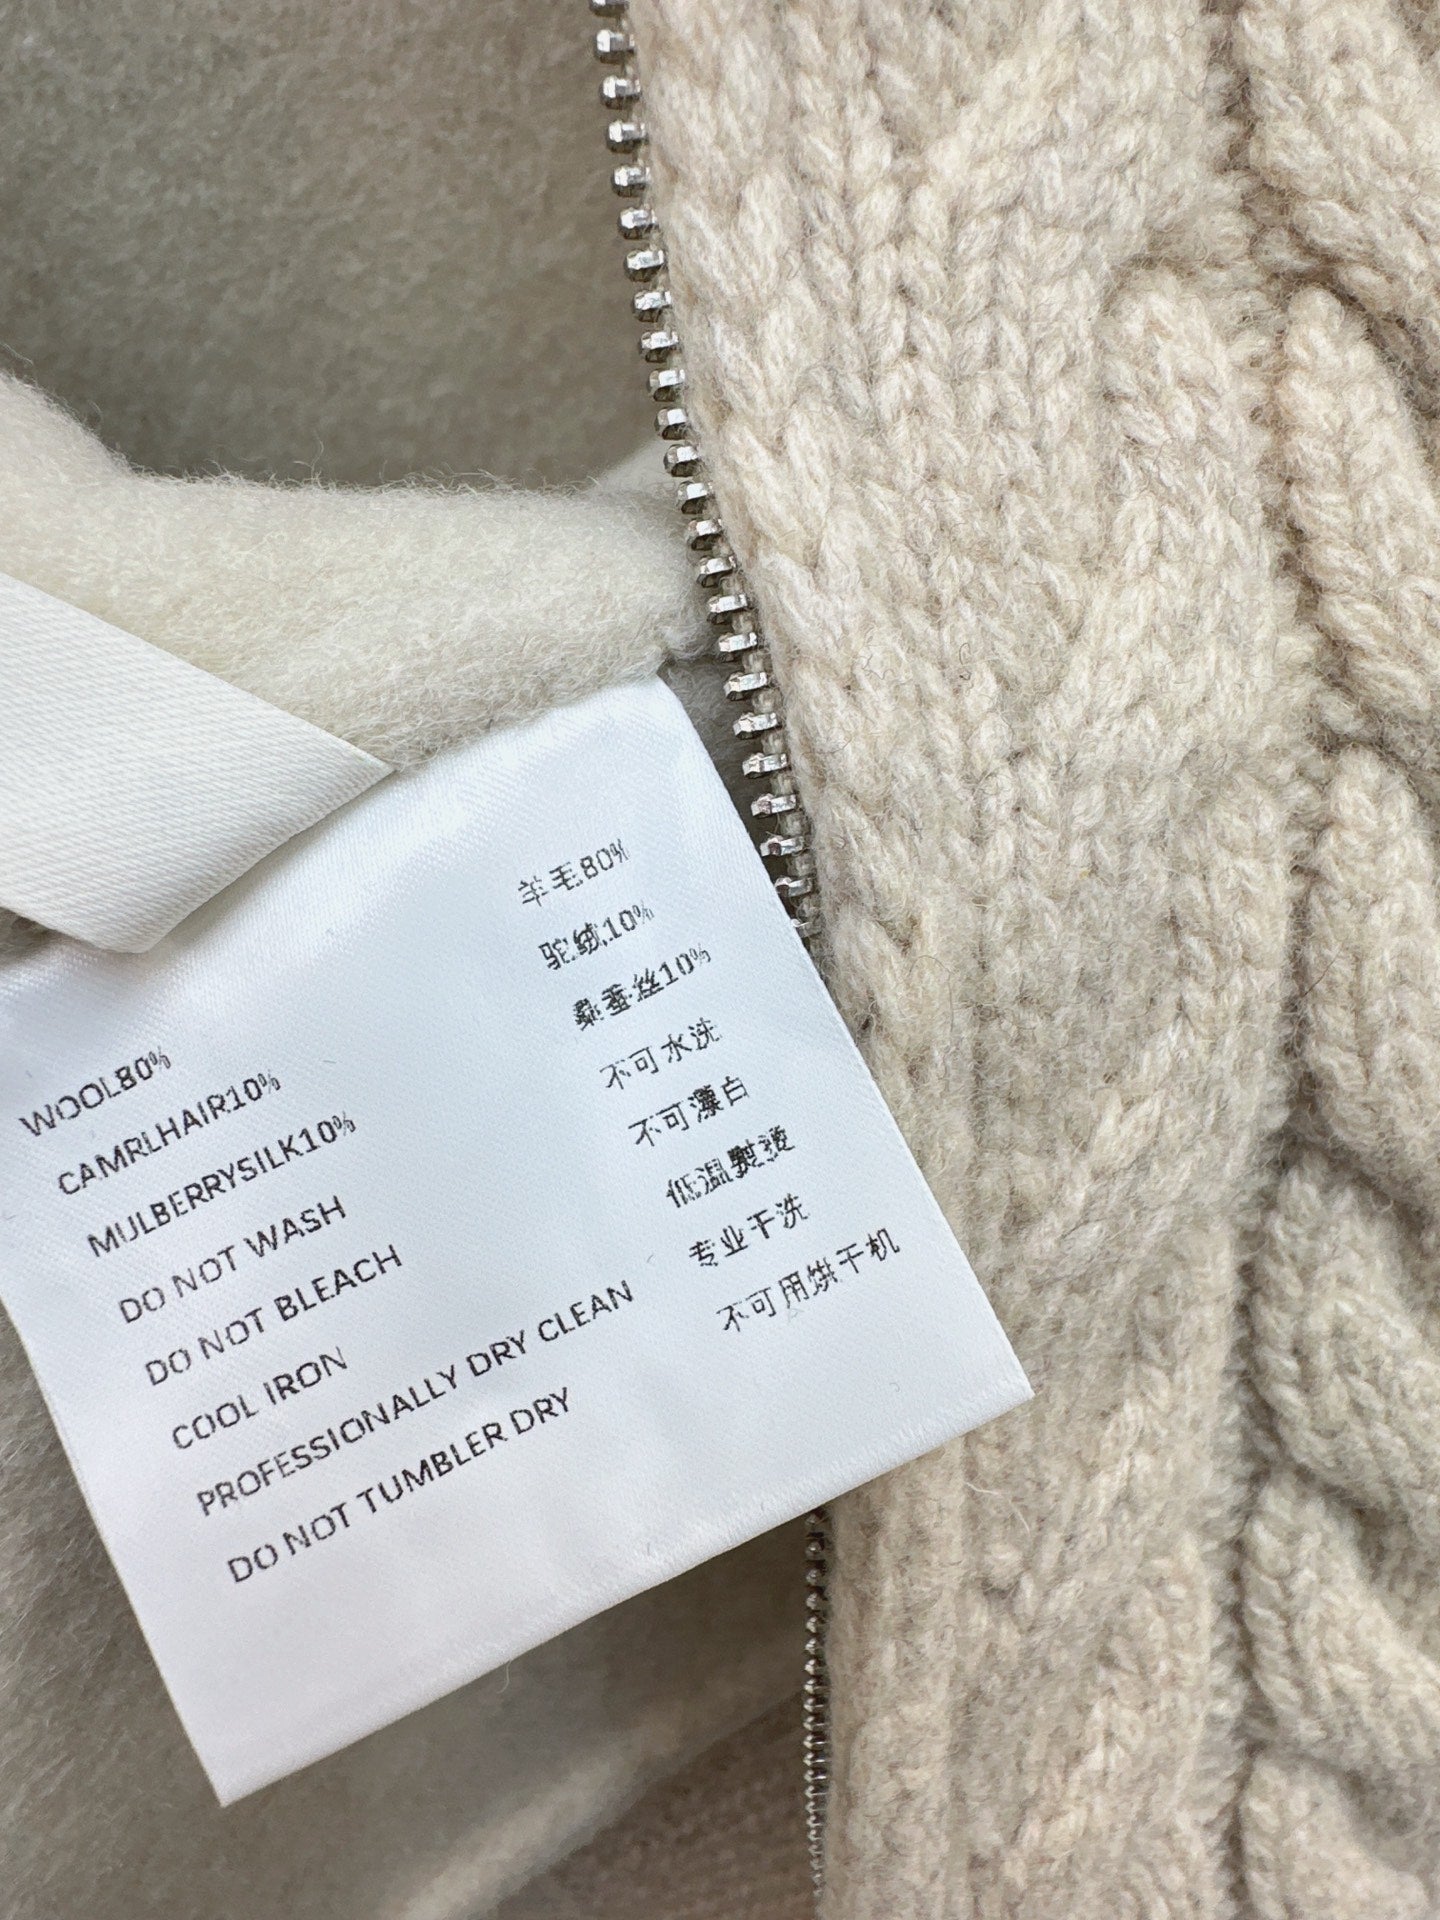 WOOL80%
CAMRLHAIR10%
MULBERRYSILK10%
DO NOT WASH
DO NOT BLEACH
COOL IRON
PROFESSIONALLY DRY CLEAN
DO NOT TUMBLER DRY
羊毛80%
驼绒10%
桑蚕丝10%
不可水洗
不可漂白
低温熨烫
专业干洗
不可用烘干机